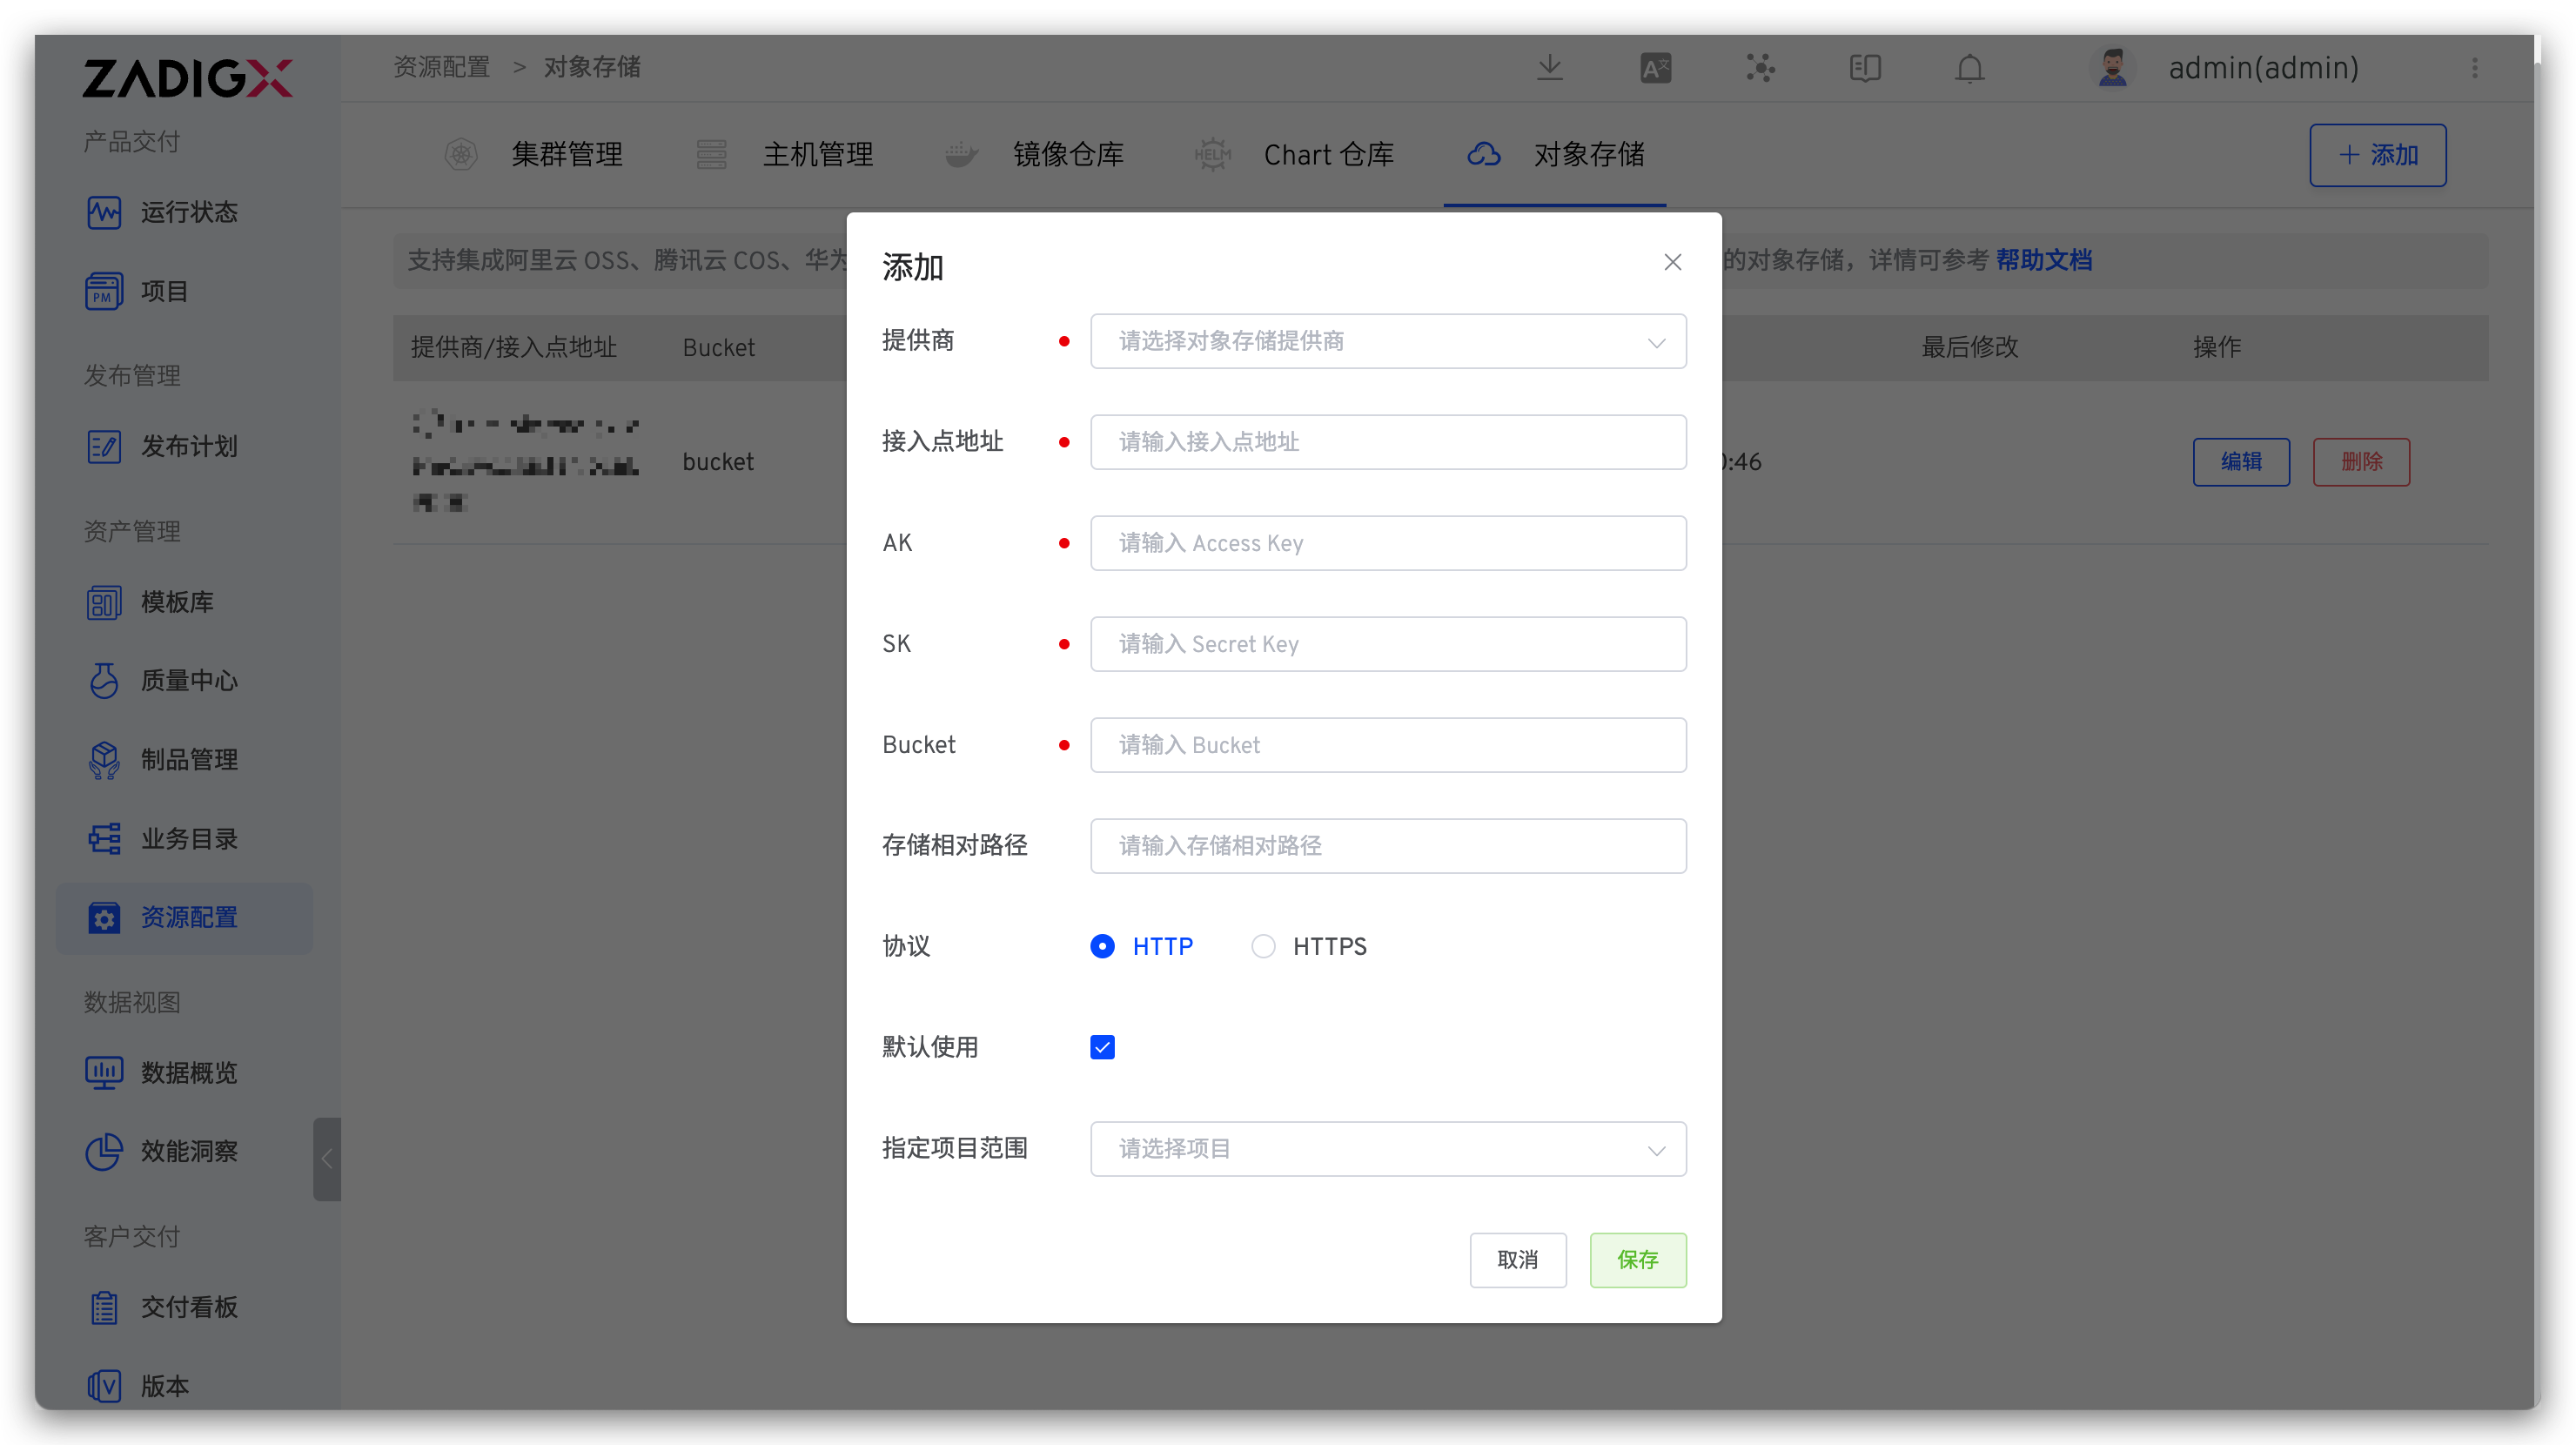 ZADIGX
资源配置 > 对象存储
A文
admin(admin)
产品交付
运行状态
PM
项目
发布管理
发布计划
资产管理
模板库
质量中心
制品管理
业务目录
资源配置
数据视图
数据概览
效能洞察
客户交付
交付看板
V
版本
集群管理
主机管理
镜像仓库
HELM
Chart 仓库
对象存储
+ 添加
支持集成阿里云 OSS、腾讯云 COS、华为
的对象存储，详情可参考 帮助文档
提供商/接入点地址
Bucket
最后修改
操作
bucket
:46
编辑
删除
添加
提供商
请选择对象存储提供商
接入点地址
请输入接入点地址
AK
请输入 Access Key
SK
请输入 Secret Key
Bucket
请输入 Bucket
存储相对路径
请输入存储相对路径
协议
HTTP
HTTPS
默认使用
指定项目范围
请选择项目
取消
保存